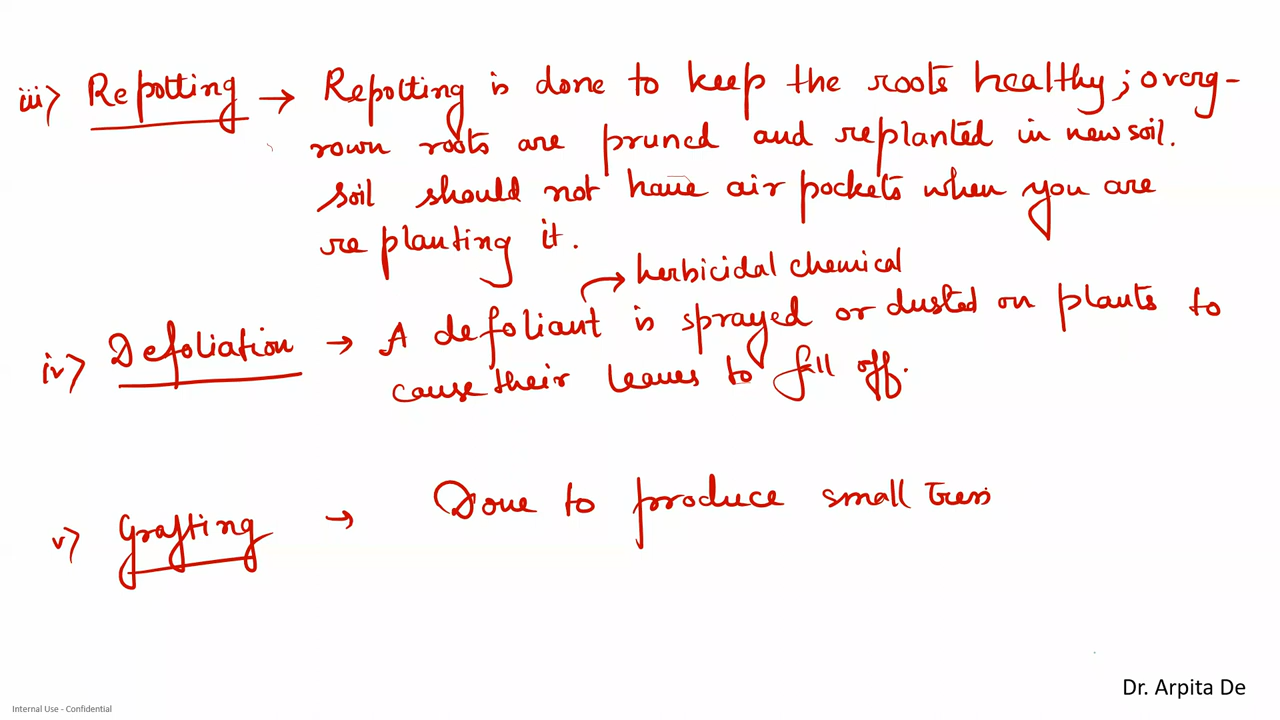 iii) Repotting → Repotting is done to keep the roots healthy; overg-
rown roots are pruned and replanted in new soil.
Soil should not have air pockets when you are
replanting it.
→ herbicidal chemical
iv) Defoliation → A defoliant is sprayed or dusted on plants to
cause their leaves to fall off.
v) Grafting → Done to produce small trees
Dr. Arpita De
Internal Use - Confidential